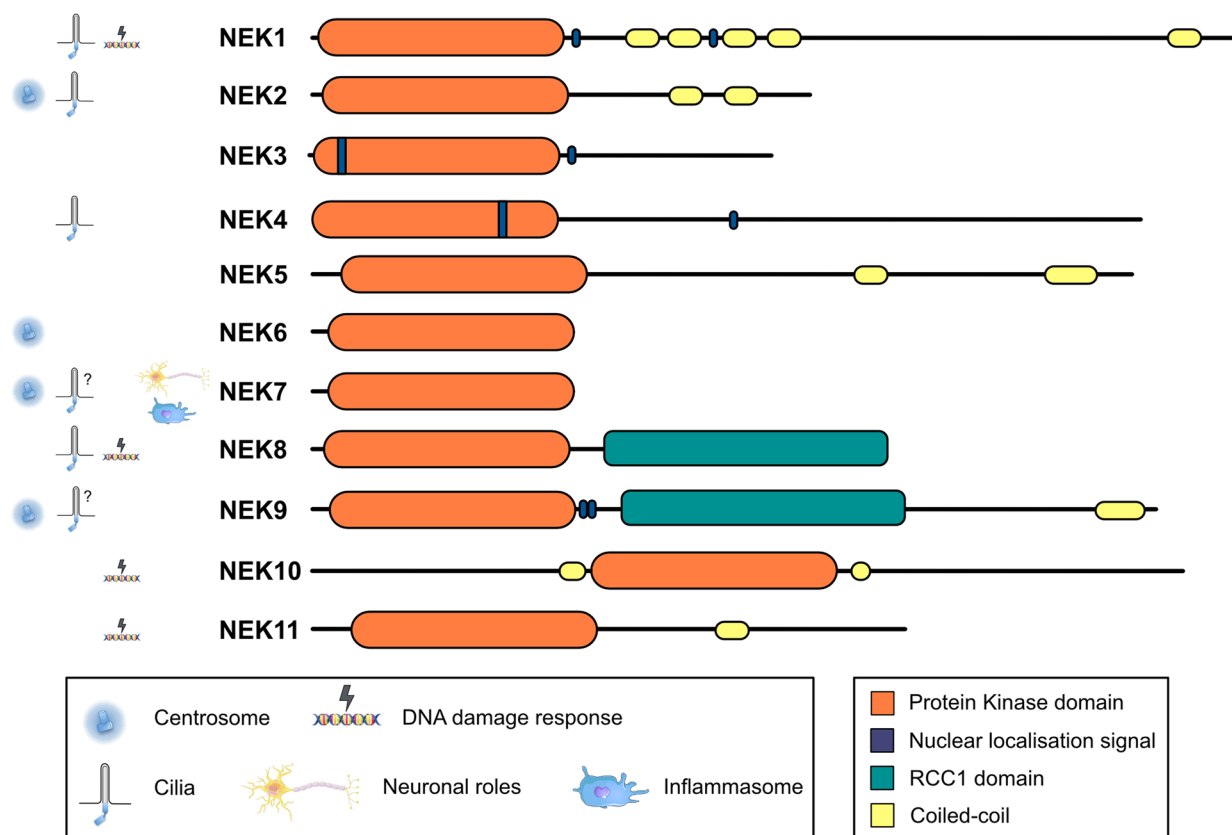 NEK1
NEK2
NEK3
NEK4
NEK5
NEK6
? NEK7
NEK8
? NEK9
NEK10
NEK11
Centrosome
DNA damage response
Cilia
Neuronal roles
Inflammasome
Protein Kinase domain
Nuclear localisation signal
RCC1 domain
Coiled-coil